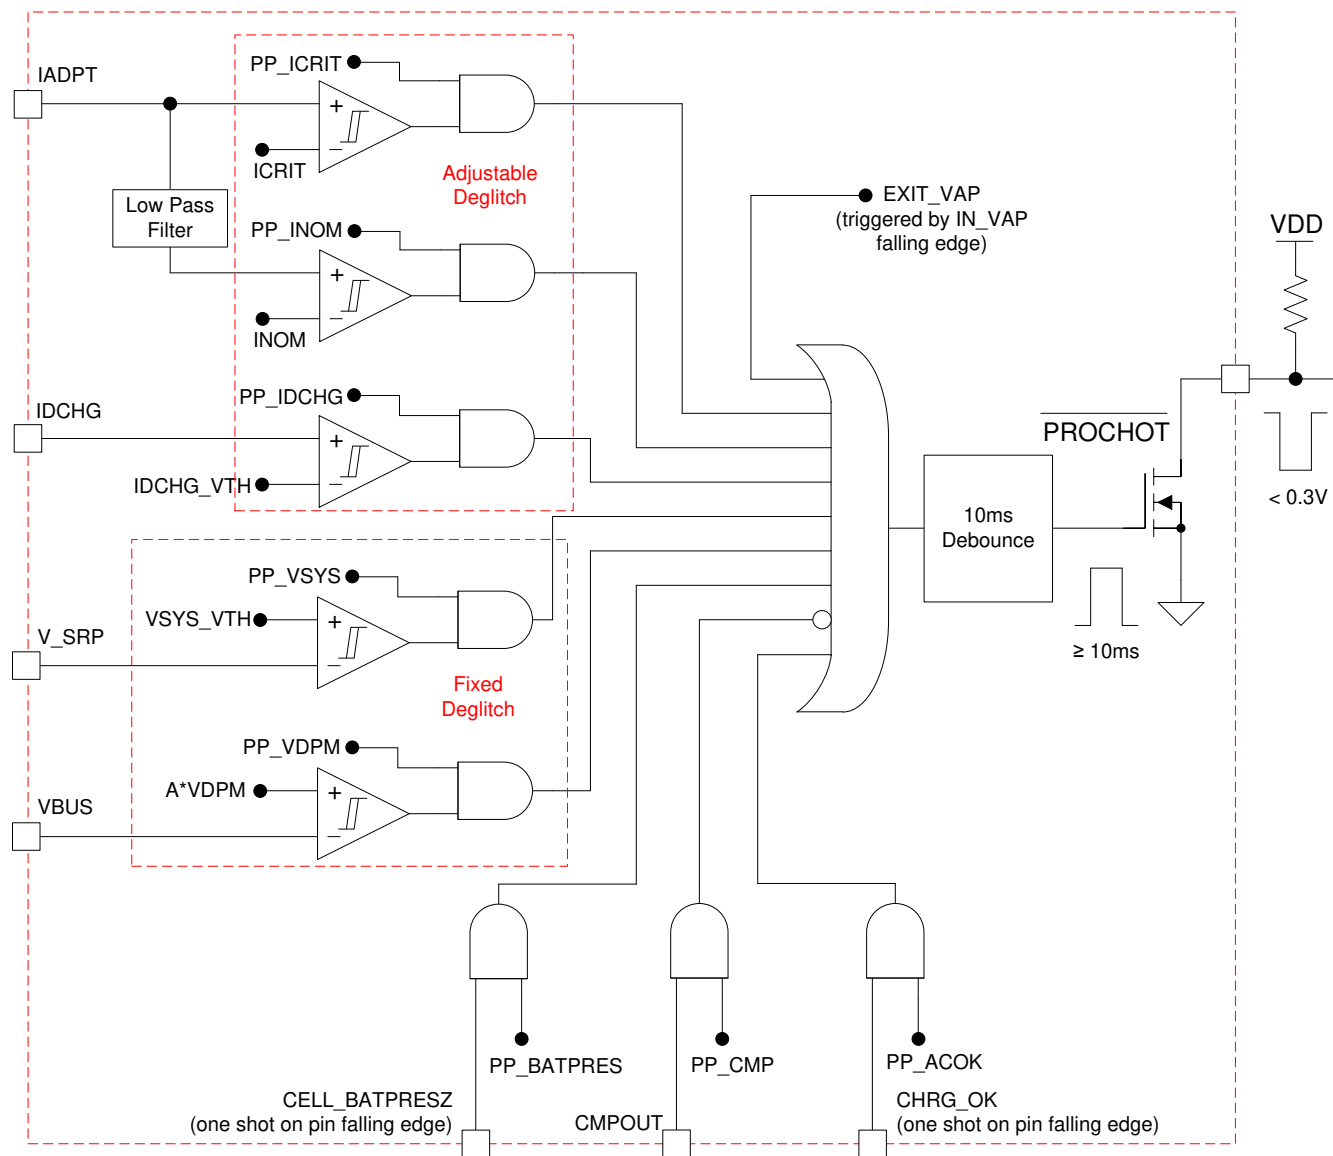 IADPT
PP_ICRIT
+
−
ICRIT
Adjustable
Deglitch
Low Pass
Filter
PP_INOM
+
−
INOM
EXIT_VAP
(triggered by IN_VAP
falling edge)
VDD
IDCHG
PP_IDCHG
+
−
IDCHG_VTH
PROCHOT
< 0.3V
10ms
Debounce
≥ 10ms
PP_VSYS
VSYS_VTH
+
−
V_SRP
Fixed
Deglitch
PP_VDPM
A*VDPM
+
−
VBUS
PP_BATPRES
PP_CMP
PP_ACOK
CELL_BATPRESZ
(one shot on pin falling edge)
CMPOUT
CHRG_OK
(one shot on pin falling edge)